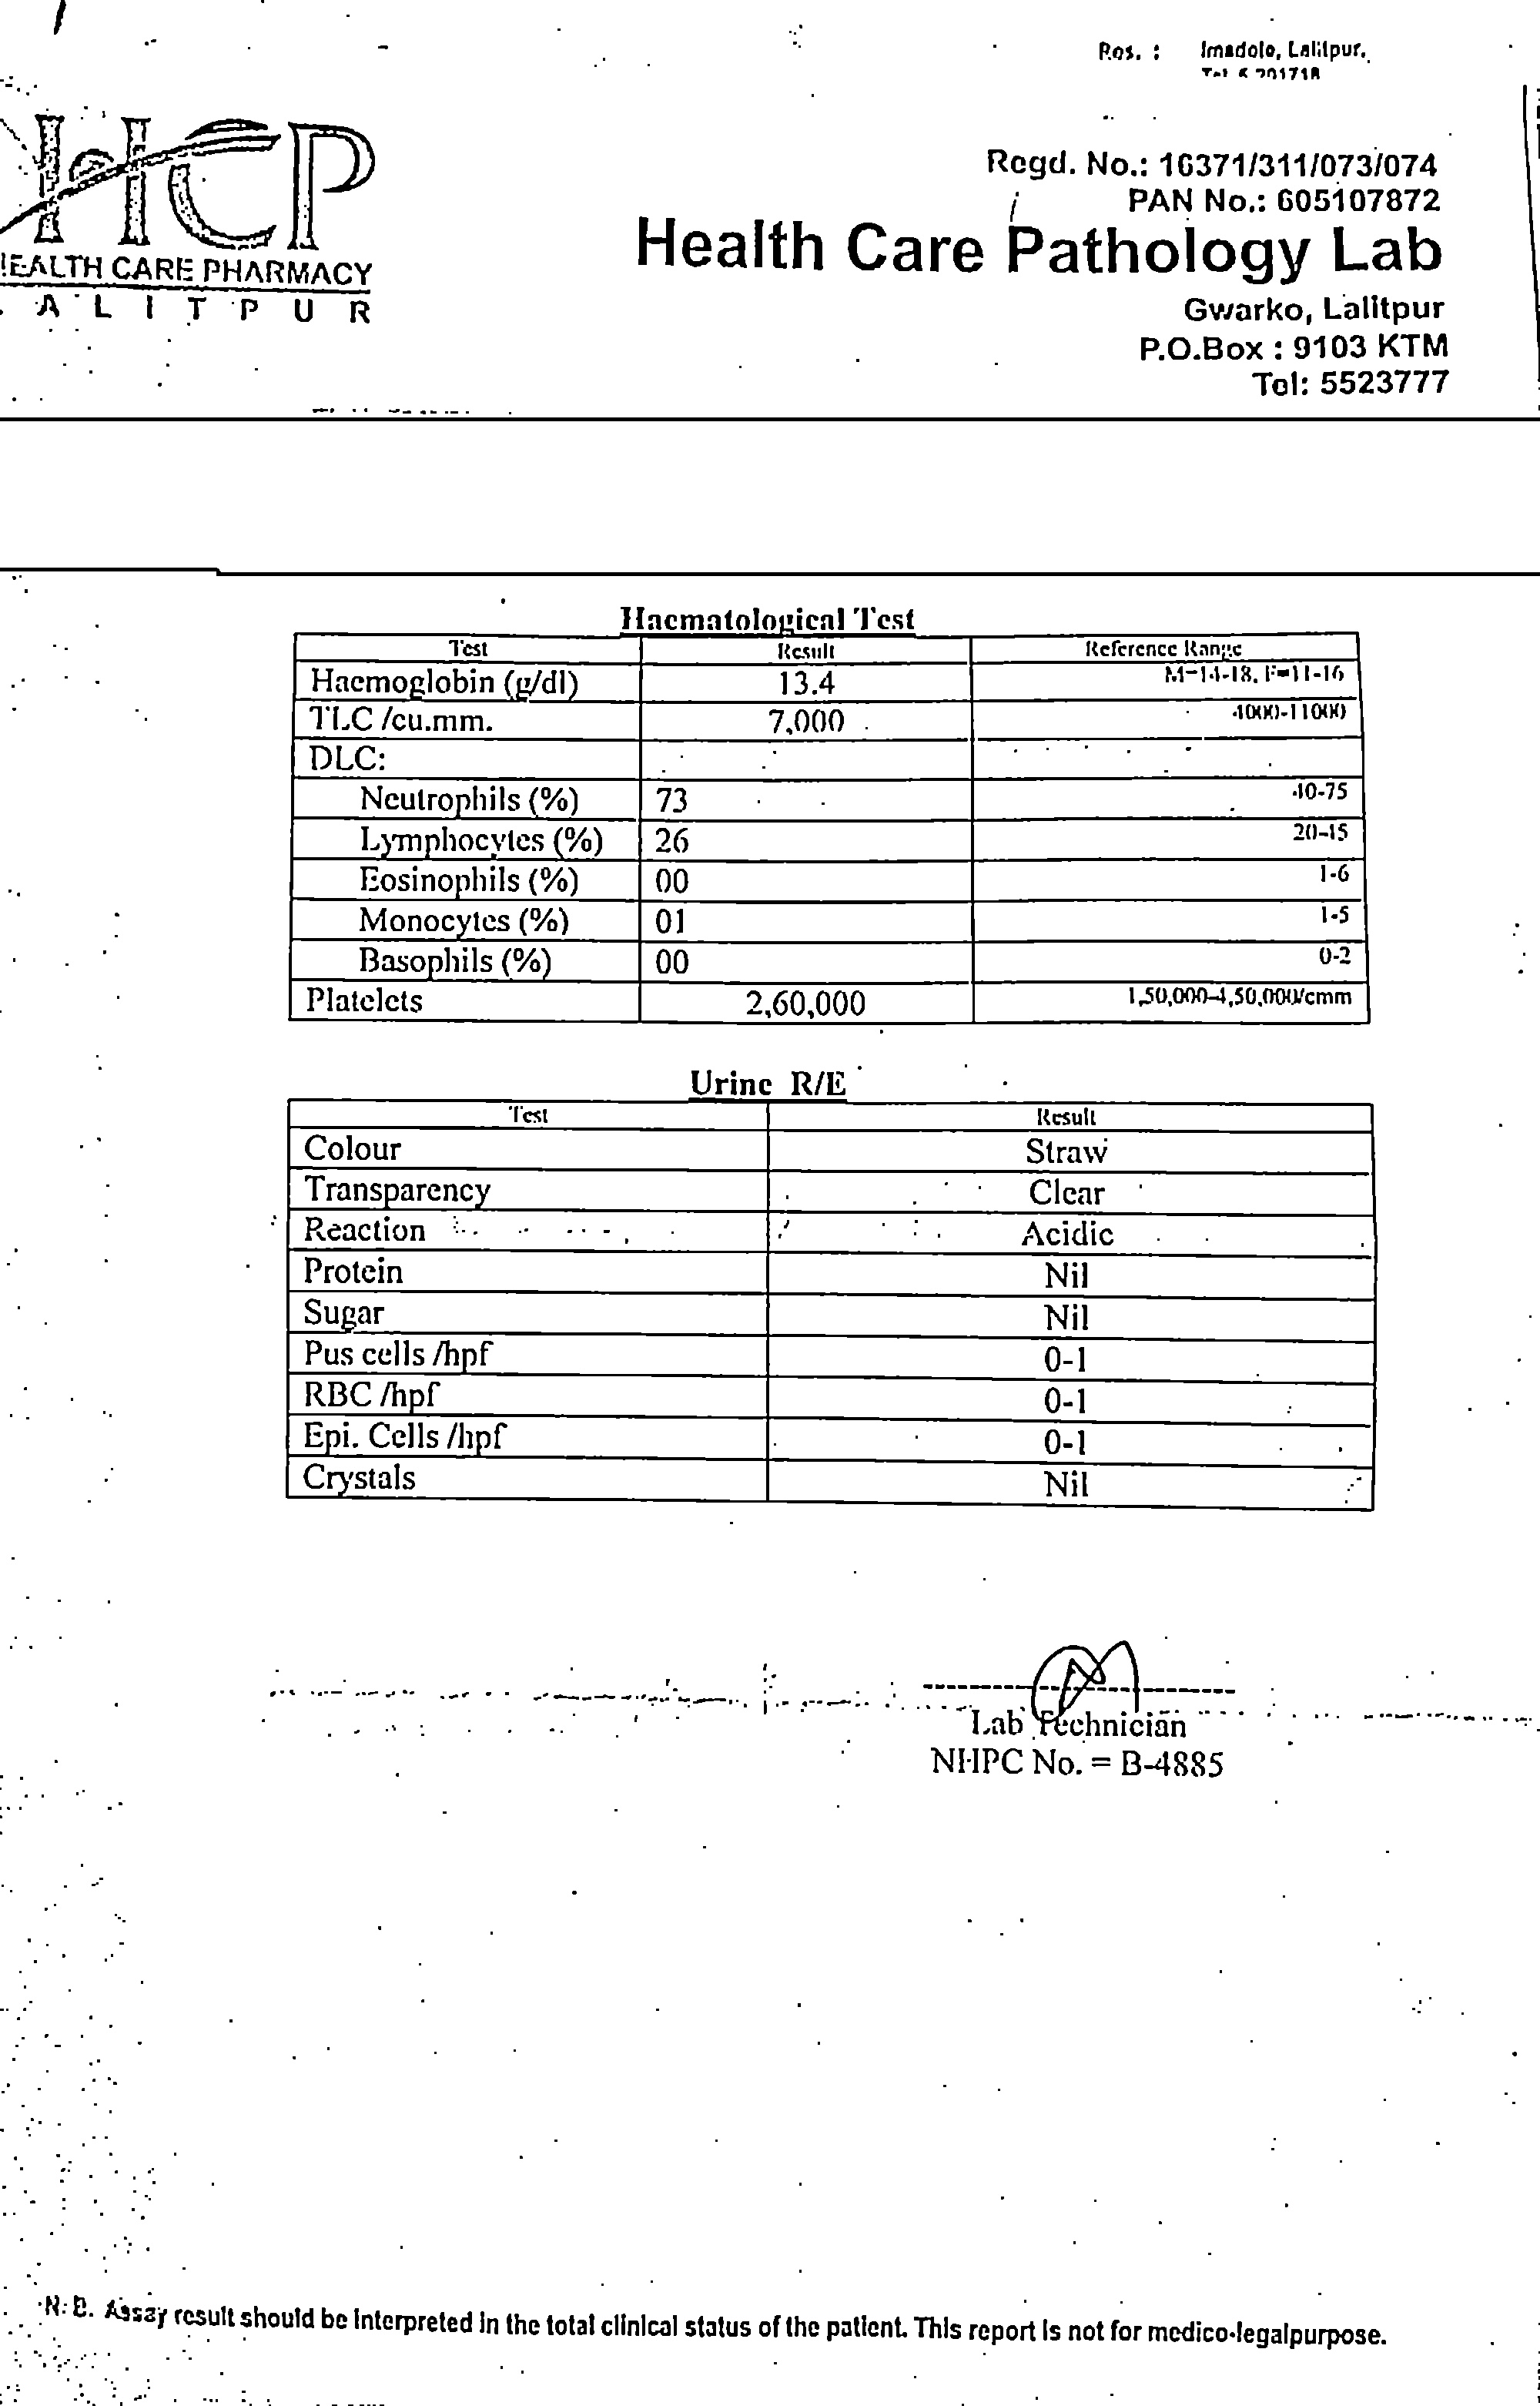 Res. : Imadole, Lalitpur.
Regd. No.: 16371/311/073/074
PAN No.: 605107872
HCP
HEALTH CARE PHARMACY
LALITPUR
Health Care Pathology Lab
Gwarko, Lalitpur
P.O.Box : 9103 KTM
Tel: 5523777
Haematological Test
Test Result Reference Range
Haemoglobin (g/dl) 13.4 M=14-18, F=11-16
TLC /cu.mm. 7,000 4000-11000
DLC:
Neutrophils (%) 73 40-75
Lymphocytes (%) 26 20-45
Eosinophils (%) 00 1-6
Monocytes (%) 01 1-5
Basophils (%) 00 0-2
Platelets 2,60,000 1,50,000-4,50,000/cmm
Urine R/E
Test Result
Colour Straw
Transparency Clear
Reaction Acidic
Protein Nil
Sugar Nil
Pus cells /hpf 0-1
RBC /hpf 0-1
Epi. Cells /hpf 0-1
Crystals Nil
Lab Technician
NHPC No. = B-4885
N.B. Assay result should be interpreted in the total clinical status of the patient. This report is not for medico-legalpurpose.